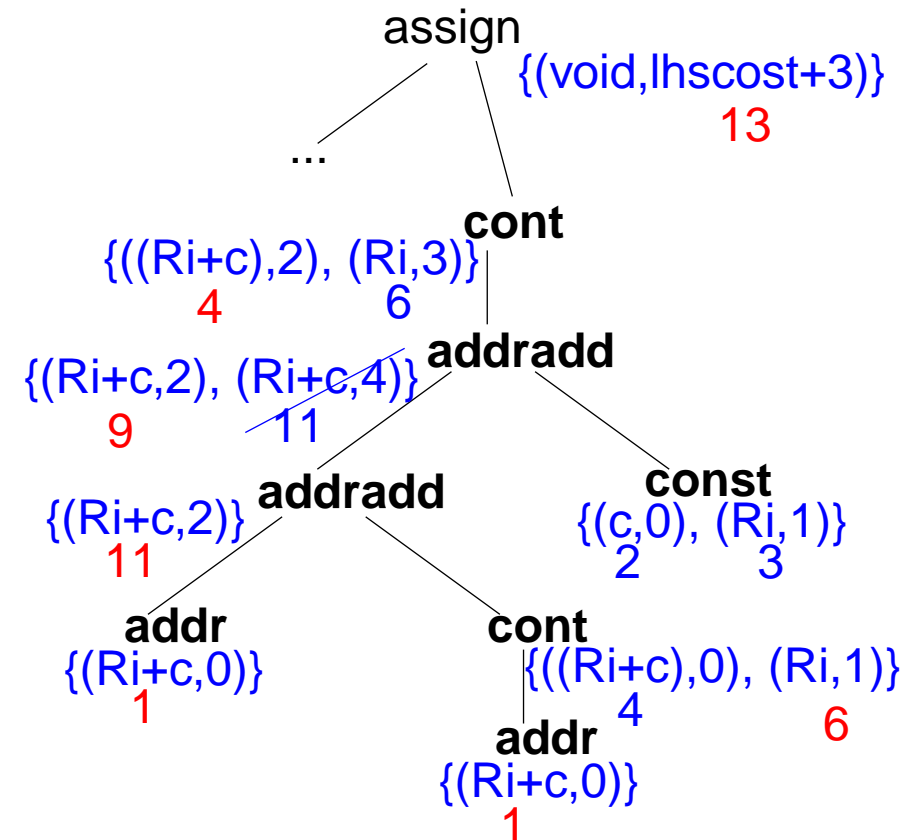 assign
{(void,lhscost+3)}
13
...
cont
{((Ri+c),2), (Ri,3)}
4 6
addradd
{(Ri+c,2), (Ri+c,4)}
9 11
addradd const
{(Ri+c,2)} {(c,0), (Ri,1)}
11 2 3
addr cont
{(Ri+c,0)} {((Ri+c),0), (Ri,1)}
1 4 6
addr
{(Ri+c,0)}
1